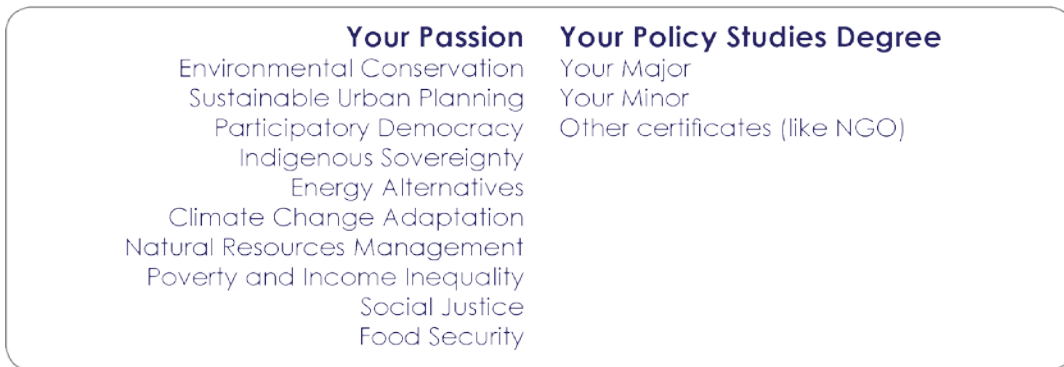 Your Passion
Environmental Conservation
Sustainable Urban Planning
Participatory Democracy
Indigenous Sovereignty
Energy Alternatives
Climate Change Adaptation
Natural Resources Management
Poverty and Income Inequality
Social Justice
Food Security
Your Policy Studies Degree
Your Major
Your Minor
Other certificates (like NGO)